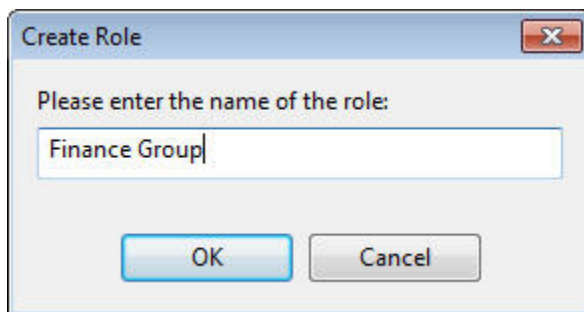 Create Role
Please enter the name of the role:
Finance Group
OK
Cancel